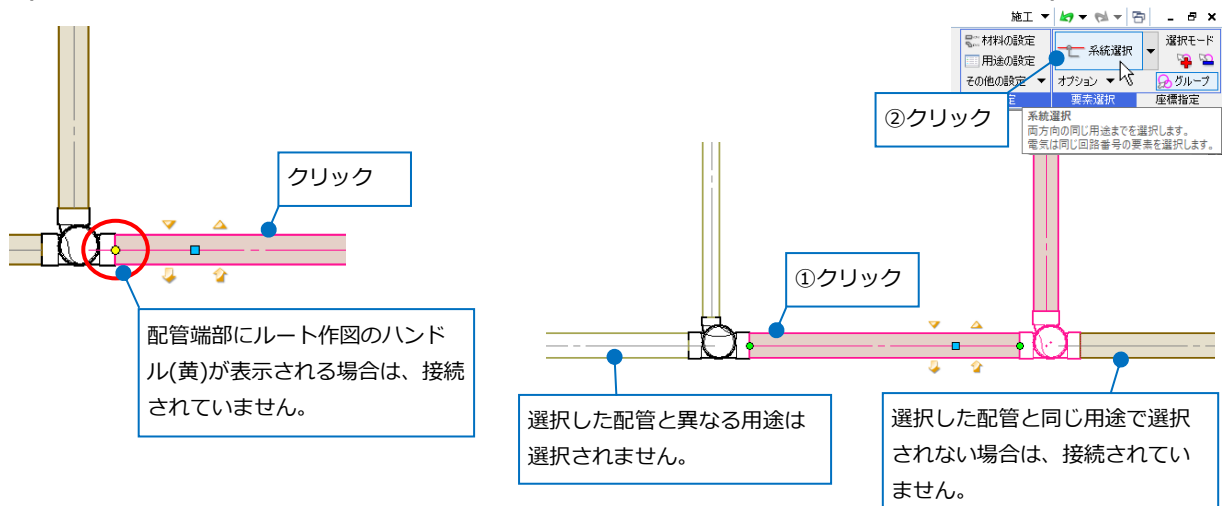 施工
材料の設定
用途の設定
その他の設定
系統選択
オプション
選択モード
グループ
定
要素選択
座標指定
系統選択
両方向の同じ用途までを選択します。
電気は同じ回路番号の要素を選択します。
②クリック
クリック
①クリック
配管端部にルート作図のハンド
ル(黄)が表示される場合は、接続
されていません。
選択した配管と異なる用途は
選択されません。
選択した配管と同じ用途で選択
されない場合は、接続されてい
ません。